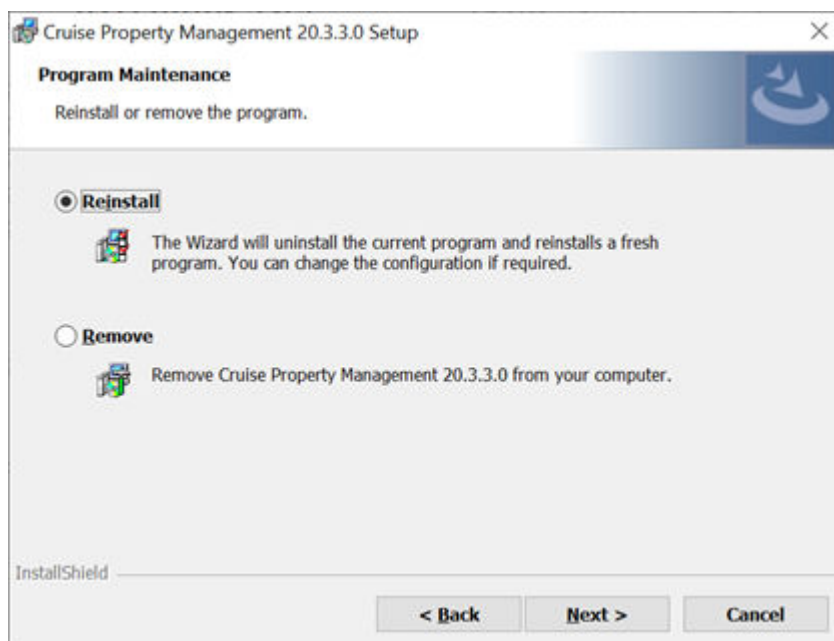 Cruise Property Management 20.3.3.0 Setup
Program Maintenance
Reinstall or remove the program.
Reinstall
The Wizard will uninstall the current program and reinstalls a fresh
program. You can change the configuration if required.
Remove
Remove Cruise Property Management 20.3.3.0 from your computer.
InstallShield
< Back Next > Cancel